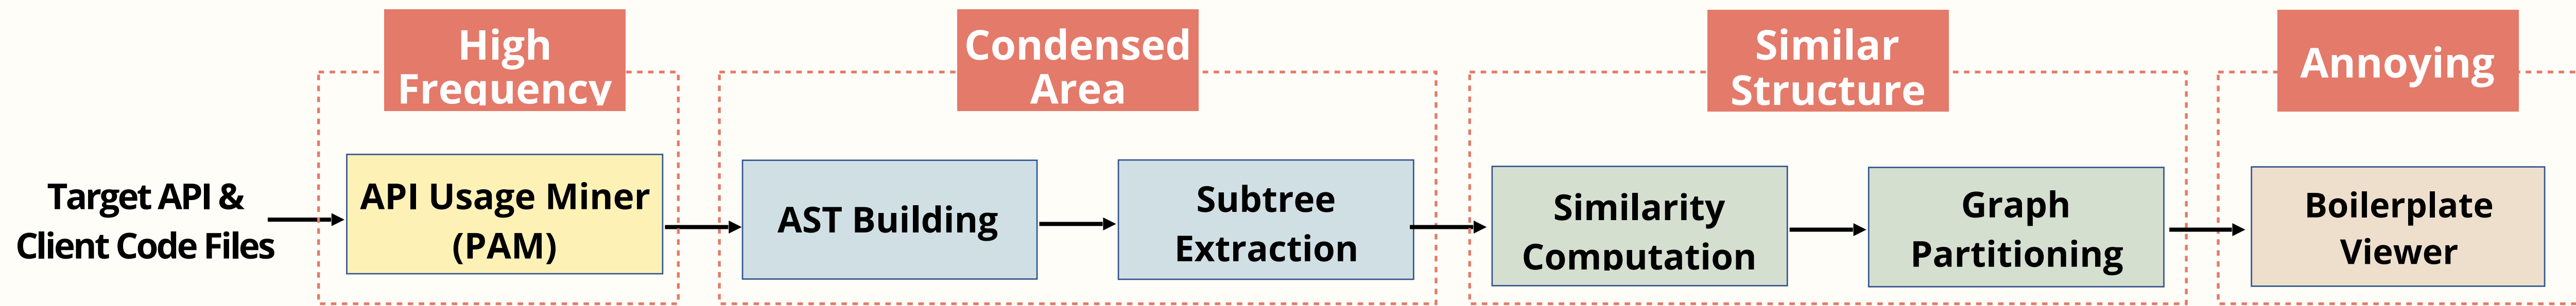 High
Frequency
Condensed
Area
Similar
Structure
Annoying
Target API &
Client Code Files
API Usage Miner
(PAM)
AST Building
Subtree
Extraction
Similarity
Computation
Graph
Partitioning
Boilerplate
Viewer